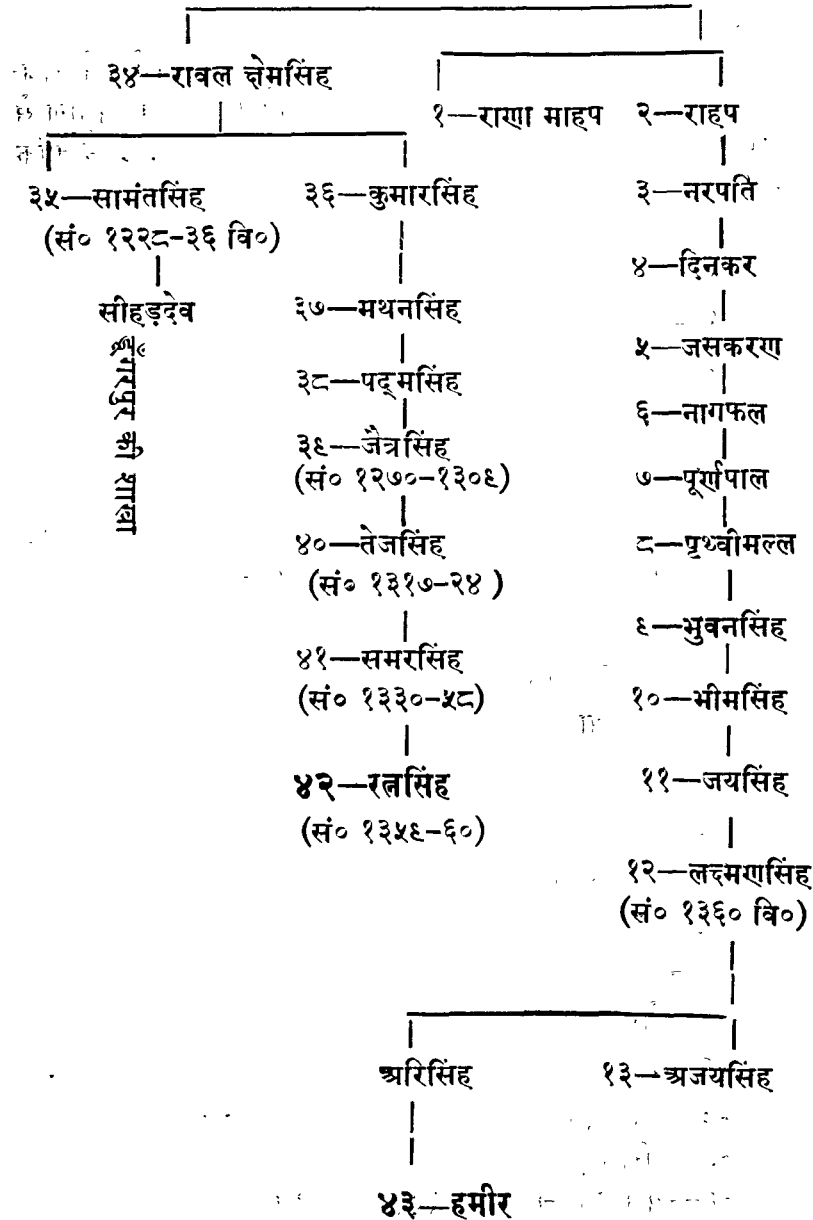 ३४—रावल क्षेमसिंह
१—राणा माहप २—राहप
३५—सामंतसिंह ३६—कुमारसिंह ३—नरपति
(सं० १२२८-३६ वि०)
४—दिनकर
सीहड़देव ३७—मथनसिंह
डूँगरपुर की शाखा
५—जसकरण
३८—पद्मसिंह
६—नागफल
३९—जैत्रसिंह
(सं० १२७०-१३०९) ७—पूर्णपाल
४०—तेजसिंह ८—पृथ्वीमल्ल
(सं० १३१७-२४ )
९—भुवनसिंह
४१—समरसिंह
(सं० १३३०-५८) १०—भीमसिंह
४२—रत्नसिंह ११—जयसिंह
(सं० १३५९-६०)
१२—लक्ष्मणसिंह
(सं० १३६० वि०)
अरिसिंह १३—अजयसिंह
४३—हमीर